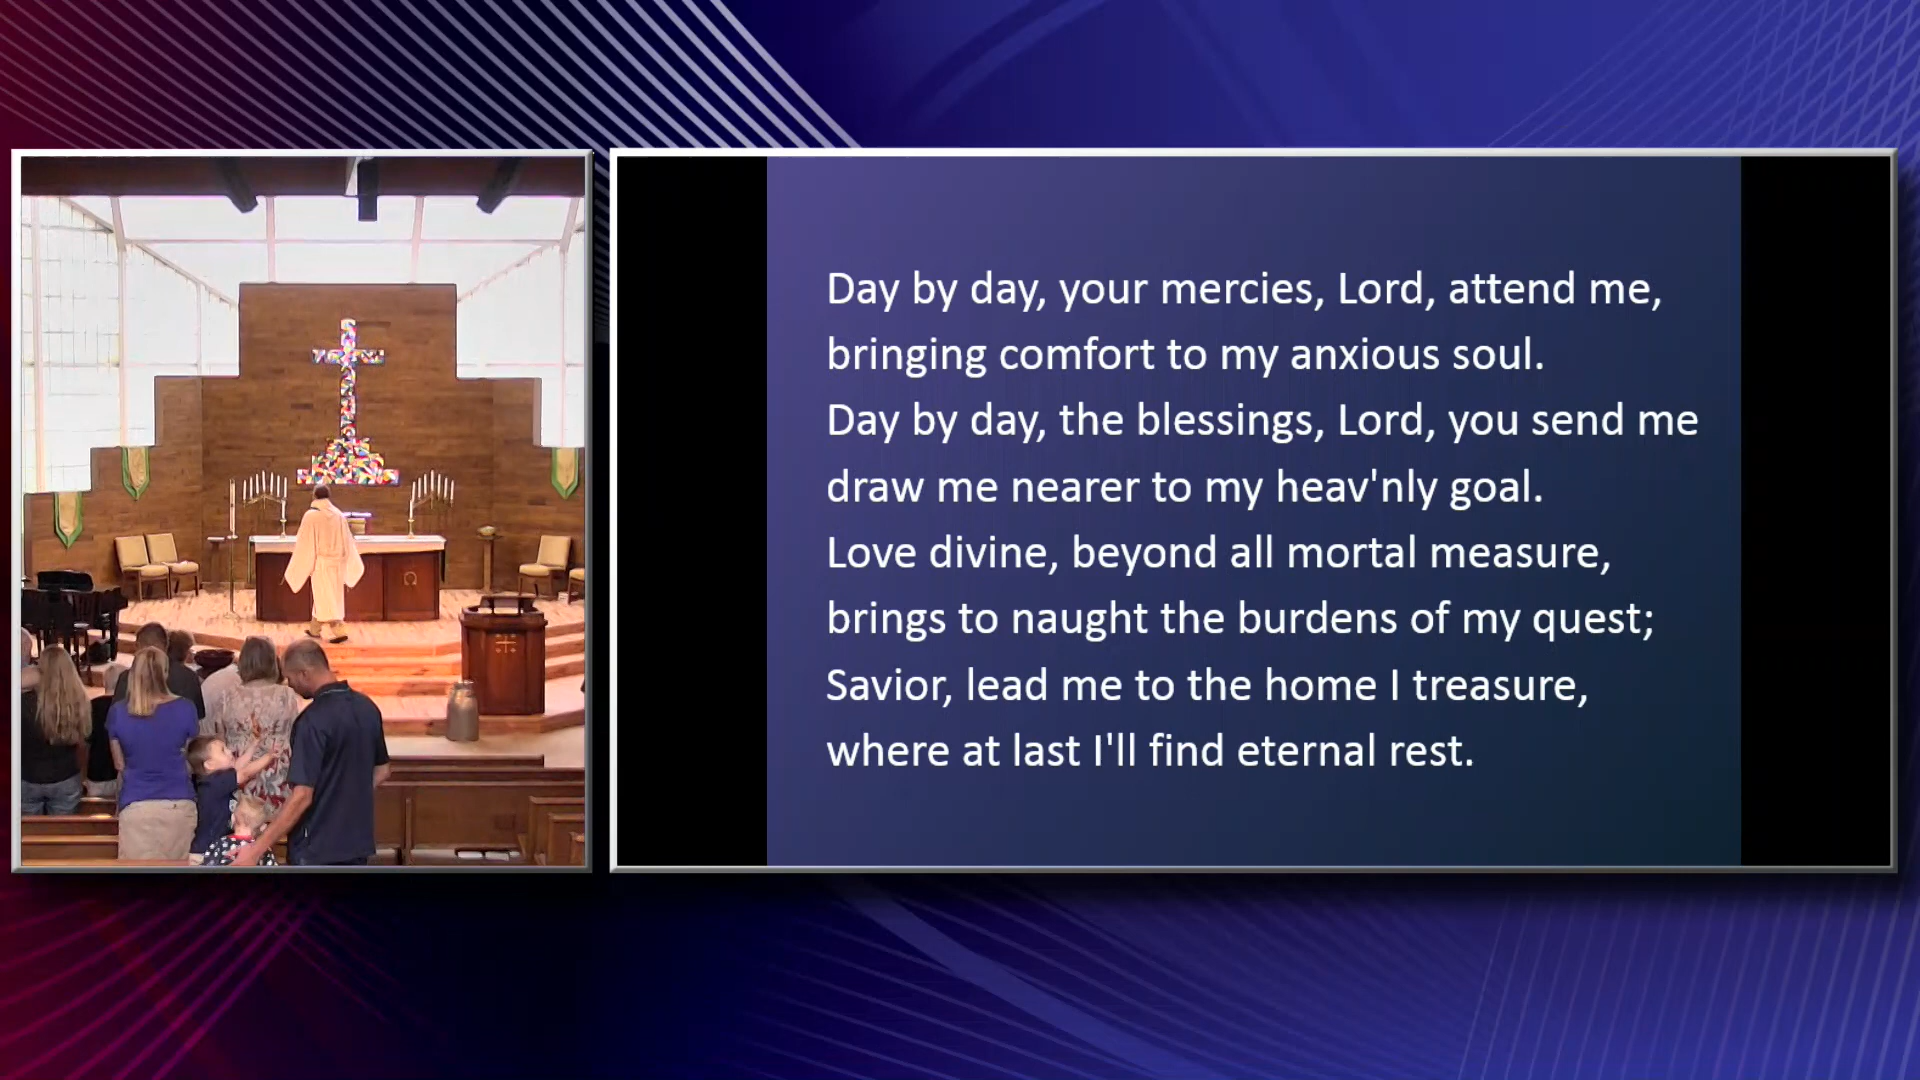 Day by day, your mercies, Lord, attend me,
bringing comfort to my anxious soul.
Day by day, the blessings, Lord, you send me
draw me nearer to my heav'nly goal.
Love divine, beyond all mortal measure,
brings to naught the burdens of my quest;
Savior, lead me to the home I treasure,
where at last I'll find eternal rest.